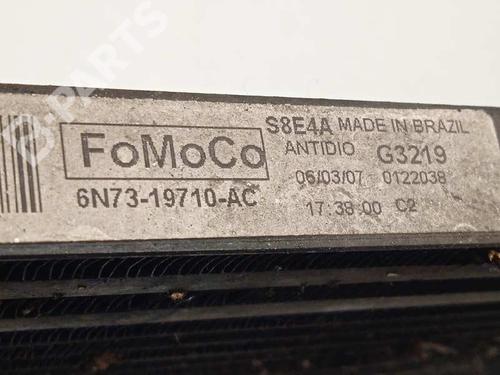 B-PARTS
S8E4A MADE IN BRAZIL
FoMoCo
ANTIDIO G3219
06/03/07 0122038
6N73-19710-AC
17:38:00 C2